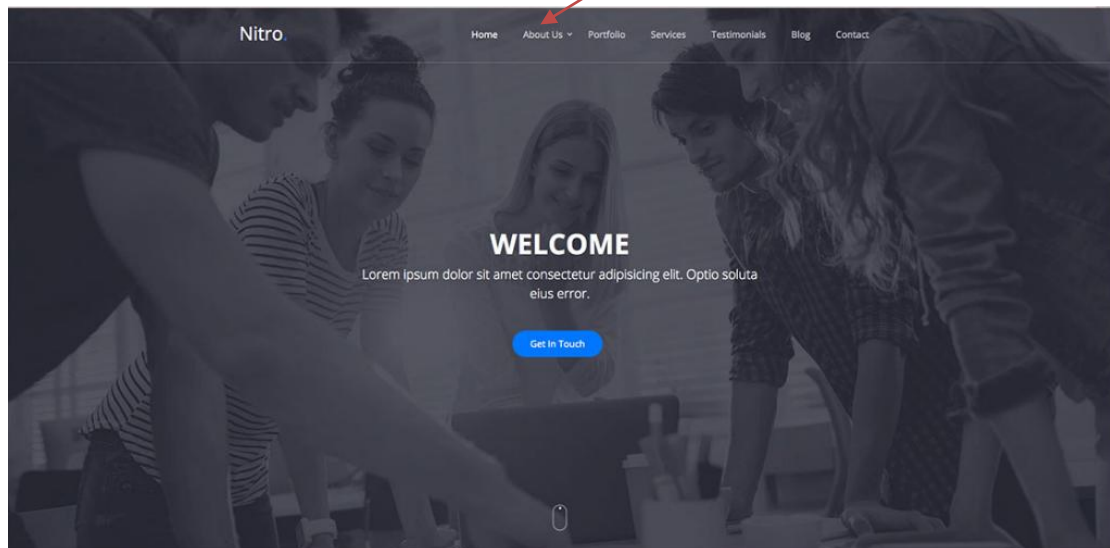 Nitro.
Home About Us Portfolio Services Testimonials Blog Contact
WELCOME
Lorem ipsum dolor sit amet consectetur adipisicing elit. Optio soluta
eius error.
Get In Touch